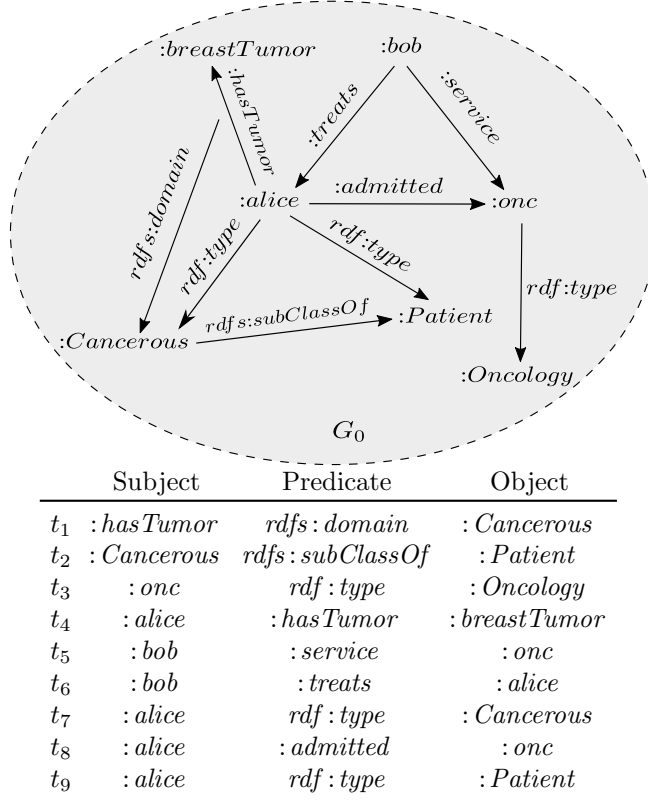 :breastTumor
:bob
:hasTumor
:treats
:service
rdfs:domain
:alice
:admitted
:onc
rdf:type
rdf:type
rdf:type
rdfs:subClassOf
:Patient
:Cancerous
:Oncology
G0
Subject Predicate Object
t1 :hasTumor rdfs:domain :Cancerous
t2 :Cancerous rdfs:subClassOf :Patient
t3 :onc rdf:type :Oncology
t4 :alice :hasTumor :breastTumor
t5 :bob :service :onc
t6 :bob :treats :alice
t7 :alice rdf:type :Cancerous
t8 :alice :admitted :onc
t9 :alice rdf:type :Patient